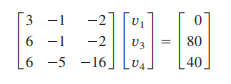 [3 -1 -2] [v₁] [0]
[6 -1 -2] [v₃] = [80]
[6 -5 -16] [v₄] [40]